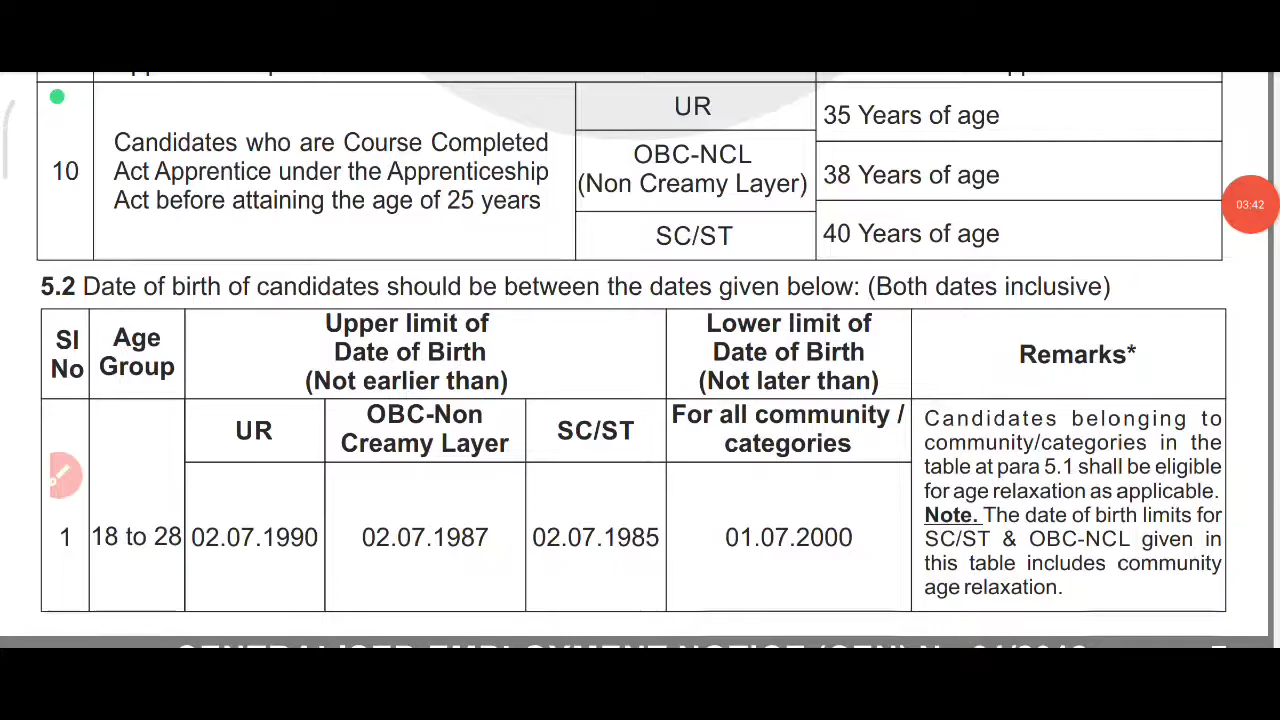 10
Candidates who are Course Completed
Act Apprentice under the Apprenticeship
Act before attaining the age of 25 years
UR
35 Years of age
OBC-NCL
(Non Creamy Layer)
38 Years of age
SC/ST
40 Years of age
03:42
5.2 Date of birth of candidates should be between the dates given below: (Both dates inclusive)
Sl
No
Age
Group
Upper limit of
Date of Birth
(Not earlier than)
Lower limit of
Date of Birth
(Not later than)
Remarks*
UR
OBC-Non
Creamy Layer
SC/ST
For all community /
categories
1
18 to 28
02.07.1990
02.07.1987
02.07.1985
01.07.2000
Candidates belonging to
community/categories in the
table at para 5.1 shall be eligible
for age relaxation as applicable.
Note. The date of birth limits for
SC/ST & OBC-NCL given in
this table includes community
age relaxation.